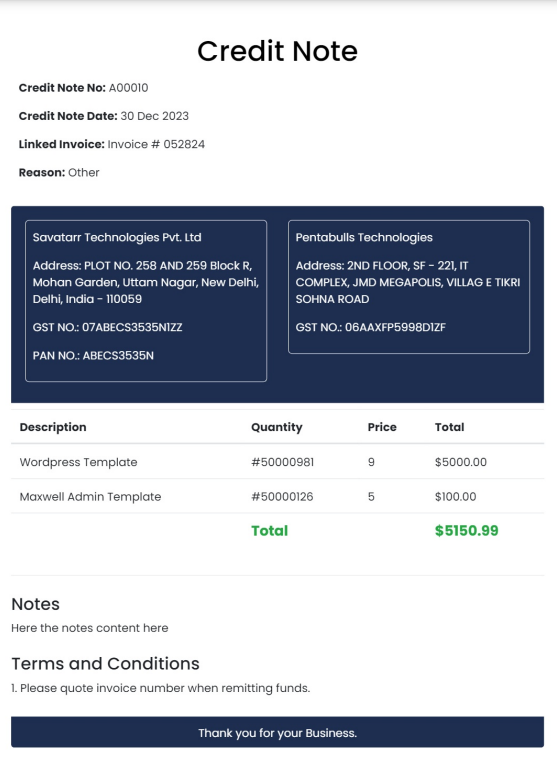 Credit Note
Credit Note No: A00010
Credit Note Date: 30 Dec 2023
Linked Invoice: Invoice # 052824
Reason: Other
Savatarr Technologies Pvt. Ltd
Address: PLOT NO. 258 AND 259 Block R,
Mohan Garden, Uttam Nagar, New Delhi,
Delhi, India - 110059
GST NO.: 07ABECS3535N1ZZ
PAN NO.: ABECS3535N
Pentabulls Technologies
Address: 2ND FLOOR, SF - 221, IT
COMPLEX, JMD MEGAPOLIS, VILLAG E TIKRI
SOHNA ROAD
GST NO.: 06AAXFP5998D1ZF
Description Quantity Price Total
Wordpress Template #50000981 9 $5000.00
Maxwell Admin Template #50000126 5 $100.00
Total $5150.99
Notes
Here the notes content here
Terms and Conditions
1. Please quote invoice number when remitting funds.
Thank you for your Business.